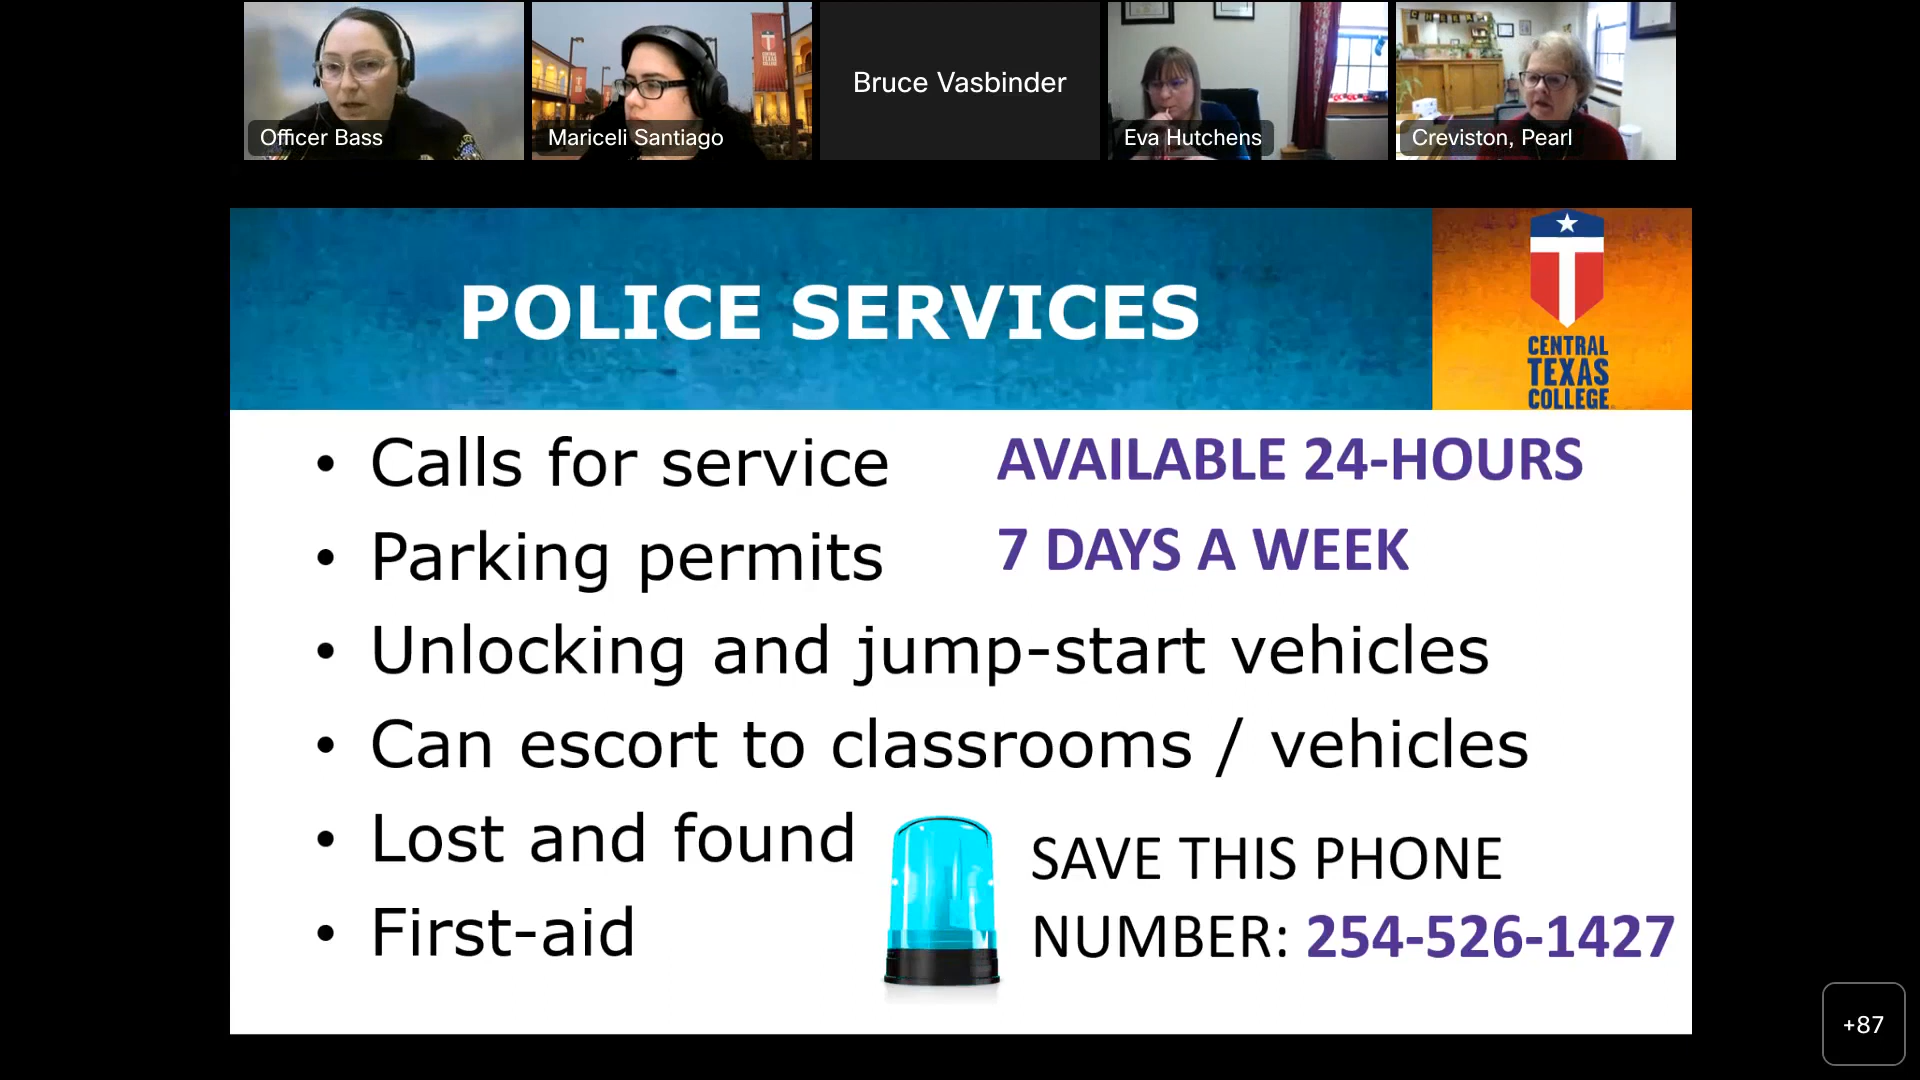 Officer Bass
Mariceli Santiago
Bruce Vasbinder
Eva Hutchens
Creviston, Pearl
POLICE SERVICES
CENTRAL
TEXAS
COLLEGE
• Calls for service
• Parking permits
• Unlocking and jump-start vehicles
• Can escort to classrooms / vehicles
• Lost and found
• First-aid
AVAILABLE 24-HOURS
7 DAYS A WEEK
SAVE THIS PHONE
NUMBER: 254-526-1427
+87